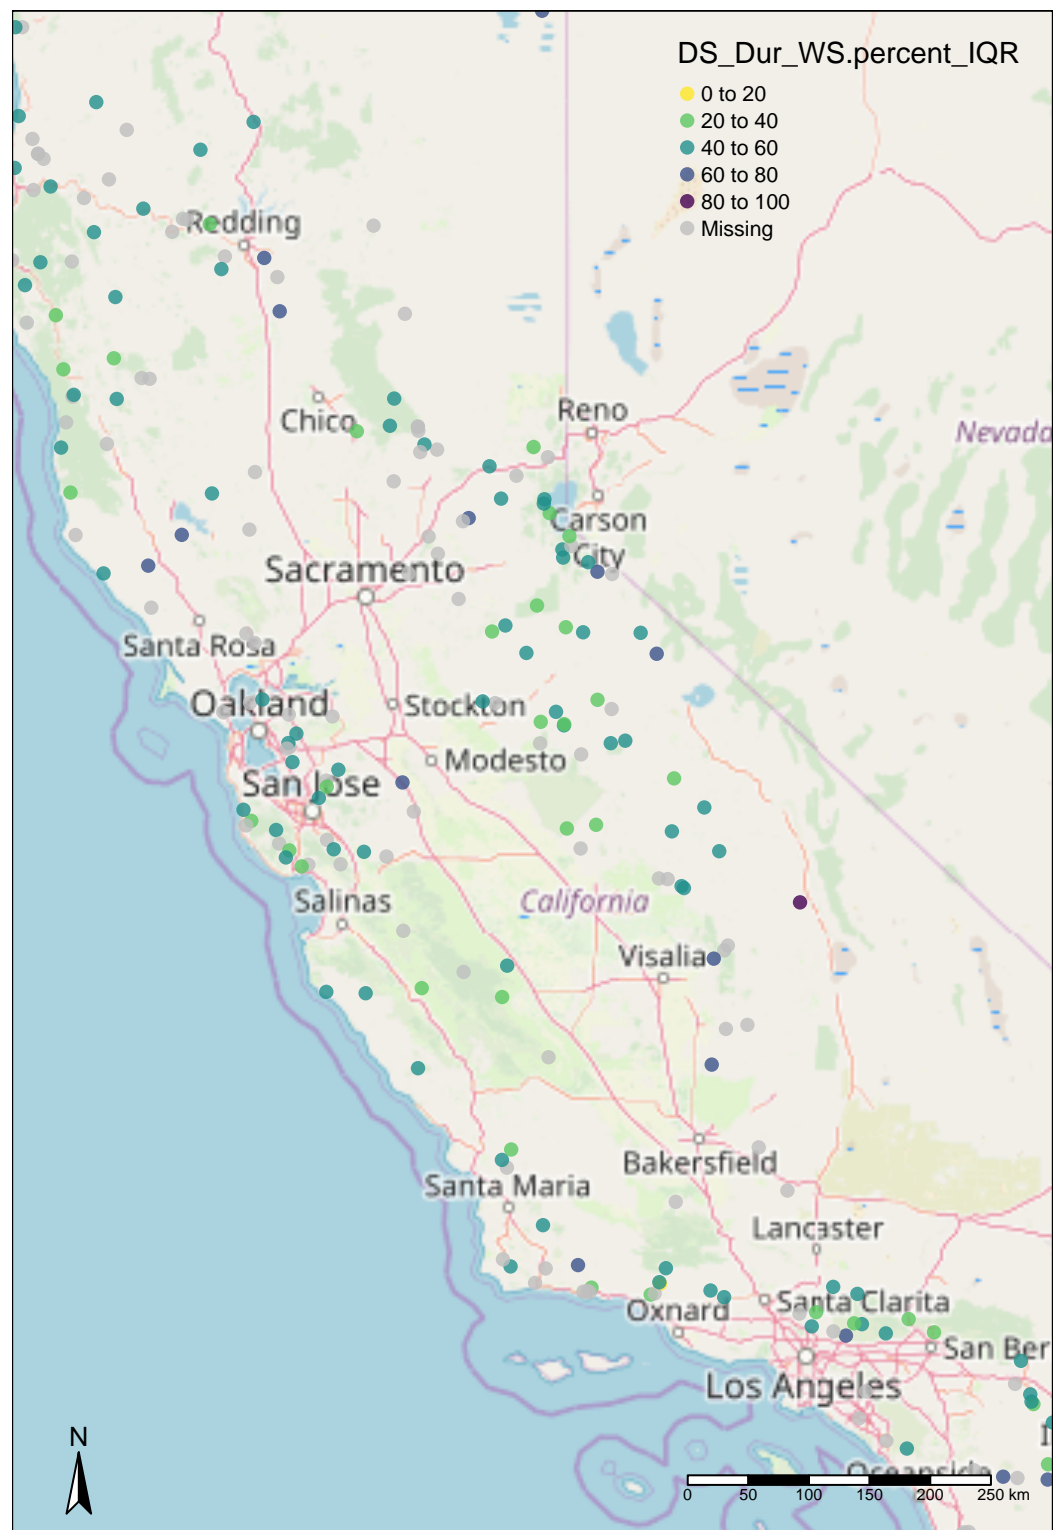 DS_Dur_WS.percent_IQR
0 to 20
20 to 40
40 to 60
60 to 80
80 to 100
Missing
Redding
Chico
Reno
Nevada
Carson
City
Sacramento
Santa Rosa
Oakland
Stockton
Modesto
San Jose
Salinas
California
Visalia
Bakersfield
Santa Maria
Lancaster
Santa Clarita
Oxnard
San Ber
Los Angeles
I
Oceanside
N
0 50 100 150 200 250 km